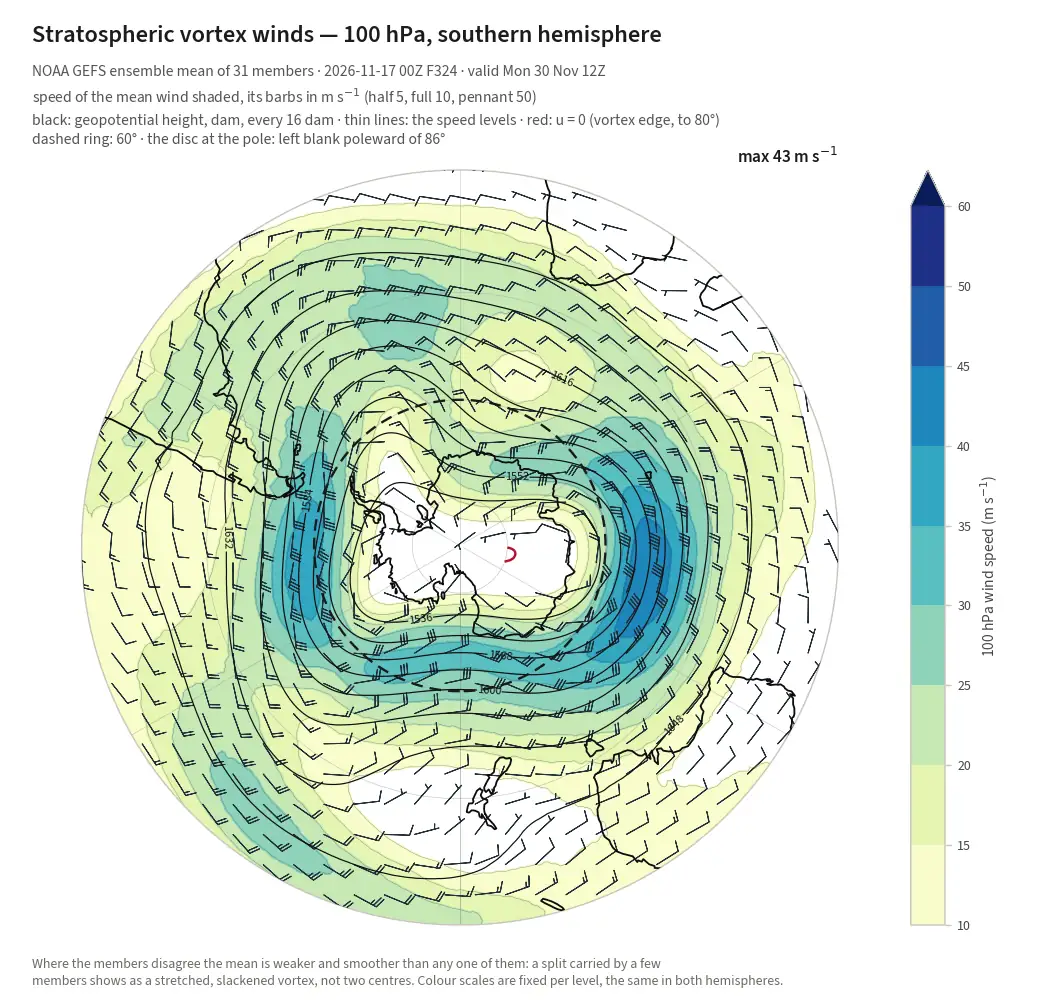 Stratospheric vortex winds — 100 hPa, southern hemisphere
NOAA GEFS ensemble mean of 31 members · 2026-11-17 00Z F324 · valid Mon 30 Nov 12Z
speed of the mean wind shaded, its barbs in m s⁻¹ (half 5, full 10, pennant 50)
black: geopotential height, dam, every 16 dam · thin lines: the speed levels · red: u = 0 (vortex edge, to 80°)
dashed ring: 60° · the disc at the pole: left blank poleward of 86°
max 43 m s⁻¹
60
50
45
40
35
30
25
20
15
10
100 hPa wind speed (m s⁻¹)
1616
1552
1632
1536
1600
1648
Where the members disagree the mean is weaker and smoother than any one of them: a split carried by a few
members shows as a stretched, slackened vortex, not two centres. Colour scales are fixed per level, the same in both hemispheres.